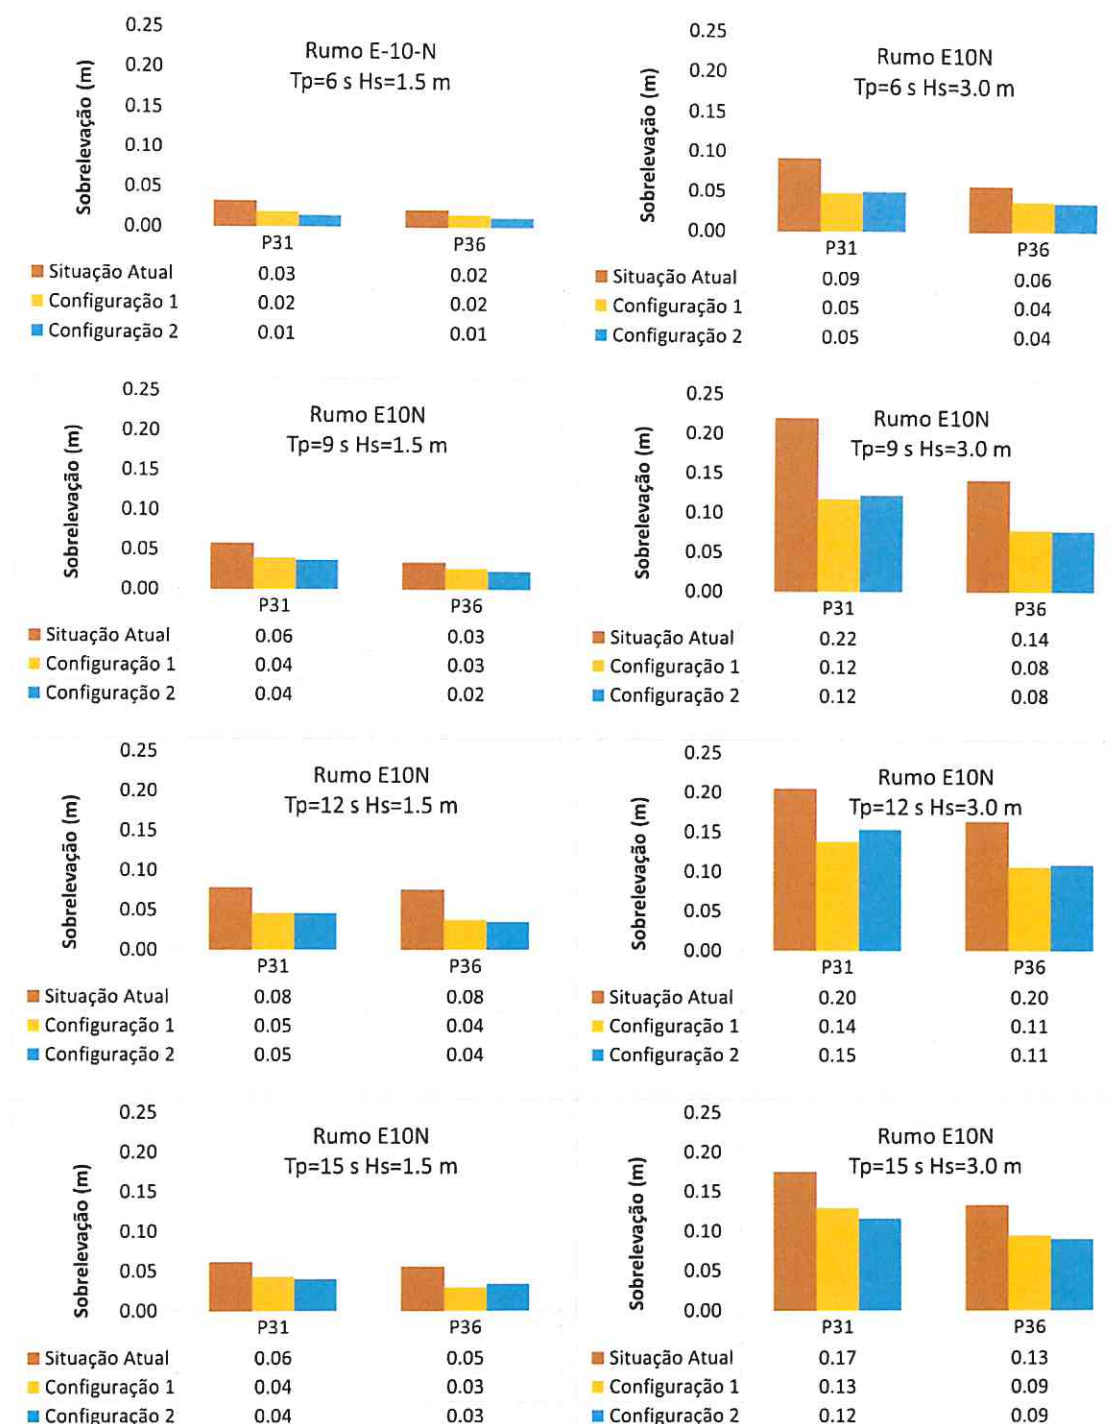 0.25
0.20
0.15
0.10
0.05
0.00
Sobrelevação (m)
Rumo E-10-N
Tp=6 s Hs=1.5 m
P31 P36
Situação Atual 0.03 0.02
Configuração 1 0.02 0.02
Configuração 2 0.01 0.01
0.25
0.20
0.15
0.10
0.05
0.00
Sobrelevação (m)
Rumo E10N
Tp=6 s Hs=3.0 m
P31 P36
Situação Atual 0.09 0.06
Configuração 1 0.05 0.04
Configuração 2 0.05 0.04
0.25
0.20
0.15
0.10
0.05
0.00
Sobrelevação (m)
Rumo E10N
Tp=9 s Hs=1.5 m
P31 P36
Situação Atual 0.06 0.03
Configuração 1 0.04 0.03
Configuração 2 0.04 0.02
0.25
0.20
0.15
0.10
0.05
0.00
Sobrelevação (m)
Rumo E10N
Tp=9 s Hs=3.0 m
P31 P36
Situação Atual 0.22 0.14
Configuração 1 0.12 0.08
Configuração 2 0.12 0.08
0.25
0.20
0.15
0.10
0.05
0.00
Sobrelevação (m)
Rumo E10N
Tp=12 s Hs=1.5 m
P31 P36
Situação Atual 0.08 0.08
Configuração 1 0.05 0.04
Configuração 2 0.05 0.04
0.25
0.20
0.15
0.10
0.05
0.00
Sobrelevação (m)
Rumo E10N
Tp=12 s Hs=3.0 m
P31 P36
Situação Atual 0.20 0.20
Configuração 1 0.14 0.11
Configuração 2 0.15 0.11
0.25
0.20
0.15
0.10
0.05
0.00
Sobrelevação (m)
Rumo E10N
Tp=15 s Hs=1.5 m
P31 P36
Situação Atual 0.06 0.05
Configuração 1 0.04 0.03
Configuração 2 0.04 0.03
0.25
0.20
0.15
0.10
0.05
0.00
Sobrelevação (m)
Rumo E10N
Tp=15 s Hs=3.0 m
P31 P36
Situação Atual 0.17 0.13
Configuração 1 0.13 0.09
Configuração 2 0.12 0.09